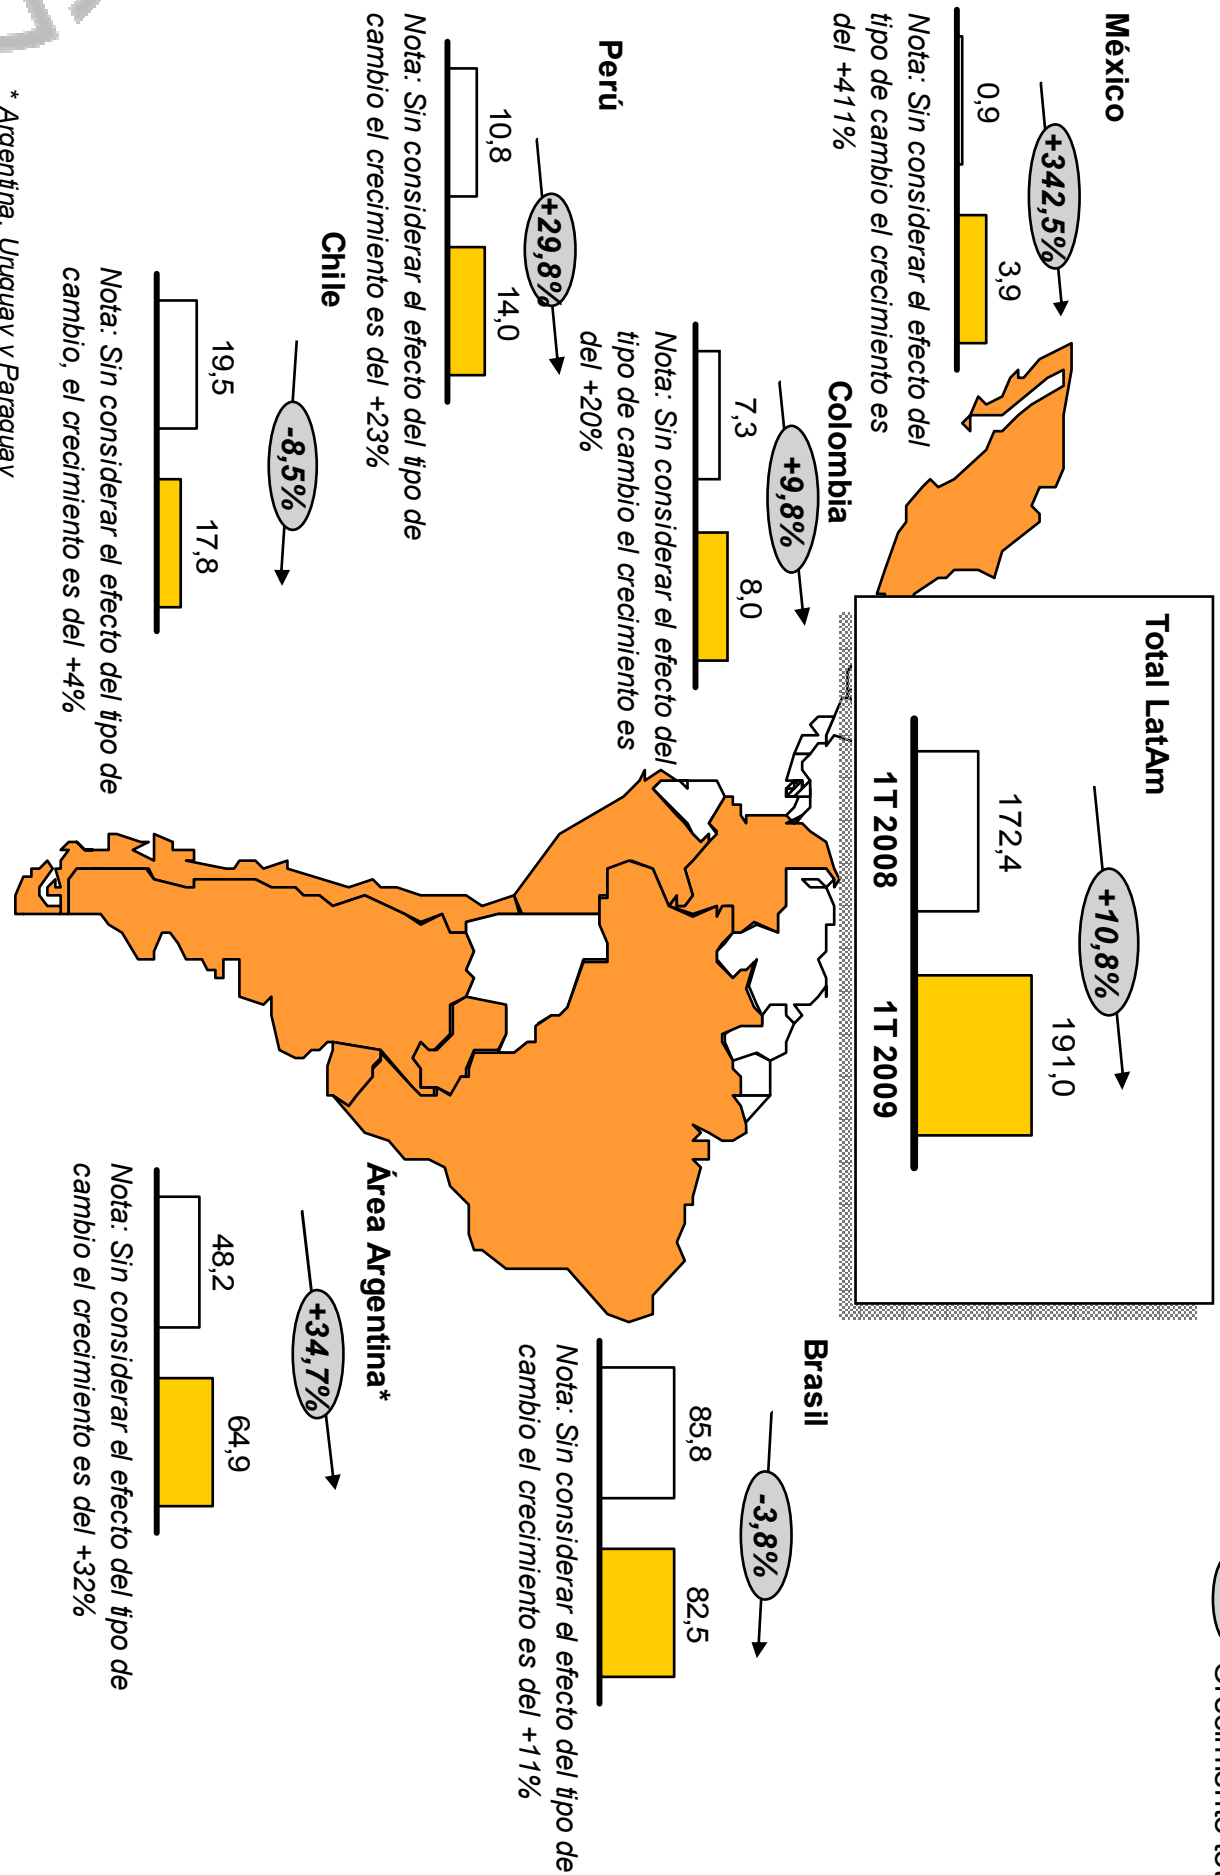 Crecimiento
Total LatAm
+10,8%
172,4
191,0
1T 2008
1T 2009
México
+342,5%
0,9
3,9
Nota: Sin considerar el efecto del
tipo de cambio el crecimiento es
del +411%
Colombia
+9,8%
7,3
8,0
Nota: Sin considerar el efecto del
tipo de cambio el crecimiento es
del +20%
Brasil
-3,8%
85,8
82,5
Nota: Sin considerar el efecto del tipo de
cambio el crecimiento es del +11%
Perú
+29,8%
10,8
14,0
Nota: Sin considerar el efecto del tipo de
cambio el crecimiento es del +23%
Chile
-8,5%
19,5
17,8
Nota: Sin considerar el efecto del tipo de
cambio, el crecimiento es del +4%
Área Argentina*
+34,7%
48,2
64,9
Nota: Sin considerar el efecto del tipo de
cambio el crecimiento es del +32%
* Argentina, Uruguay y Paraguay